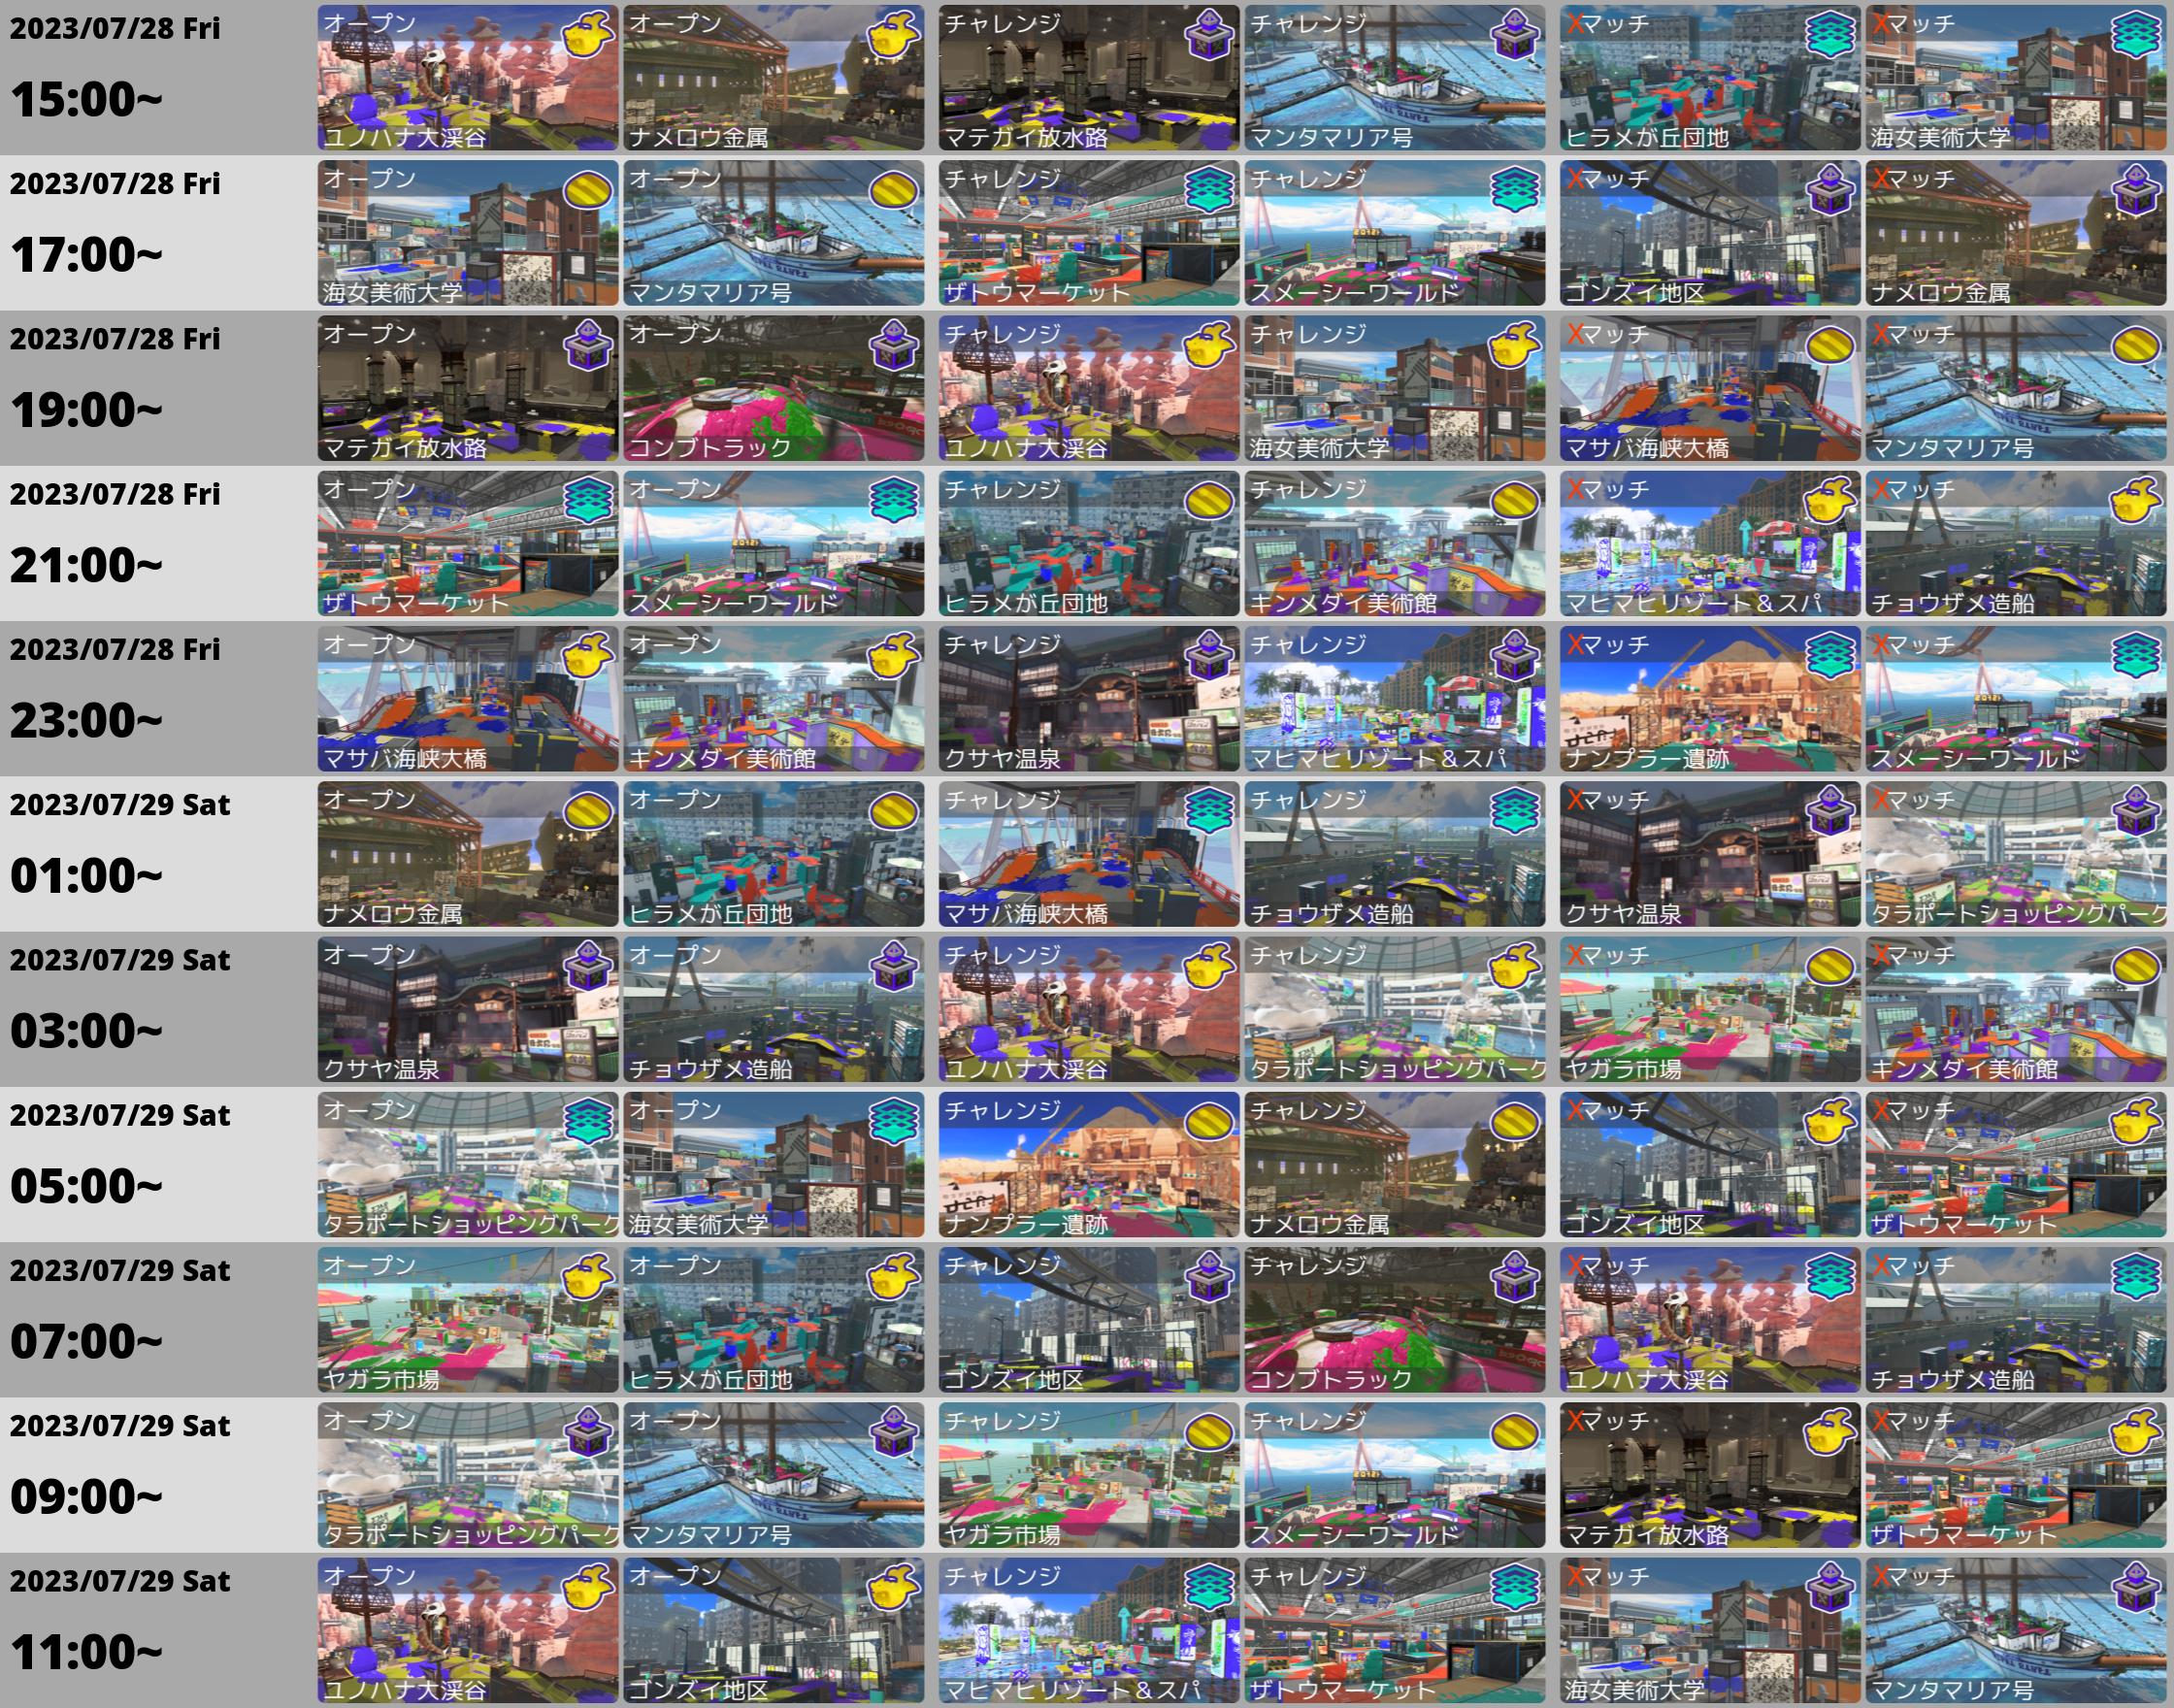 2023/07/28 Fri
15:00~
オープン オープン チャレンジ チャレンジ Xマッチ Xマッチ
ユノハナ大渓谷 ナメロウ金属 マテガイ放水路 マンタマリア号 ヒラメが丘団地 海女美術大学
2023/07/28 Fri
17:00~
オープン オープン チャレンジ チャレンジ Xマッチ Xマッチ
海女美術大学 マンタマリア号 ザトウマーケット スメーシーワールド ゴンズイ地区 ナメロウ金属
2023/07/28 Fri
19:00~
オープン オープン チャレンジ チャレンジ Xマッチ Xマッチ
マテガイ放水路 コンブトラック ユノハナ大渓谷 海女美術大学 マサバ海峡大橋 マンタマリア号
2023/07/28 Fri
21:00~
オープン オープン チャレンジ チャレンジ Xマッチ Xマッチ
ザトウマーケット スメーシーワールド ヒラメが丘団地 キンメダイ美術館 マヒマヒリゾート&スパ チョウザメ造船
2023/07/28 Fri
23:00~
オープン オープン チャレンジ チャレンジ Xマッチ Xマッチ
マサバ海峡大橋 キンメダイ美術館 クサヤ温泉 マヒマヒリゾート&スパ ナンプラー遺跡 スメーシーワールド
2023/07/29 Sat
01:00~
オープン オープン チャレンジ チャレンジ Xマッチ Xマッチ
ナメロウ金属 ヒラメが丘団地 マサバ海峡大橋 チョウザメ造船 クサヤ温泉 タラポートショッピングパーク
2023/07/29 Sat
03:00~
オープン オープン チャレンジ チャレンジ Xマッチ Xマッチ
クサヤ温泉 チョウザメ造船 ユノハナ大渓谷 タラポートショッピングパーク ヤガラ市場 キンメダイ美術館
2023/07/29 Sat
05:00~
オープン オープン チャレンジ チャレンジ Xマッチ Xマッチ
タラポートショッピングパーク 海女美術大学 ナンプラー遺跡 ナメロウ金属 ゴンズイ地区 ザトウマーケット
2023/07/29 Sat
07:00~
オープン オープン チャレンジ チャレンジ Xマッチ Xマッチ
ヤガラ市場 ヒラメが丘団地 ゴンズイ地区 コンブトラック ユノハナ大渓谷 チョウザメ造船
2023/07/29 Sat
09:00~
オープン オープン チャレンジ チャレンジ Xマッチ Xマッチ
タラポートショッピングパーク マンタマリア号 ヤガラ市場 スメーシーワールド マテガイ放水路 ザトウマーケット
2023/07/29 Sat
11:00~
オープン オープン チャレンジ チャレンジ Xマッチ Xマッチ
ユノハナ大渓谷 ゴンズイ地区 マヒマヒリゾート&スパ ザトウマーケット 海女美術大学 マンタマリア号